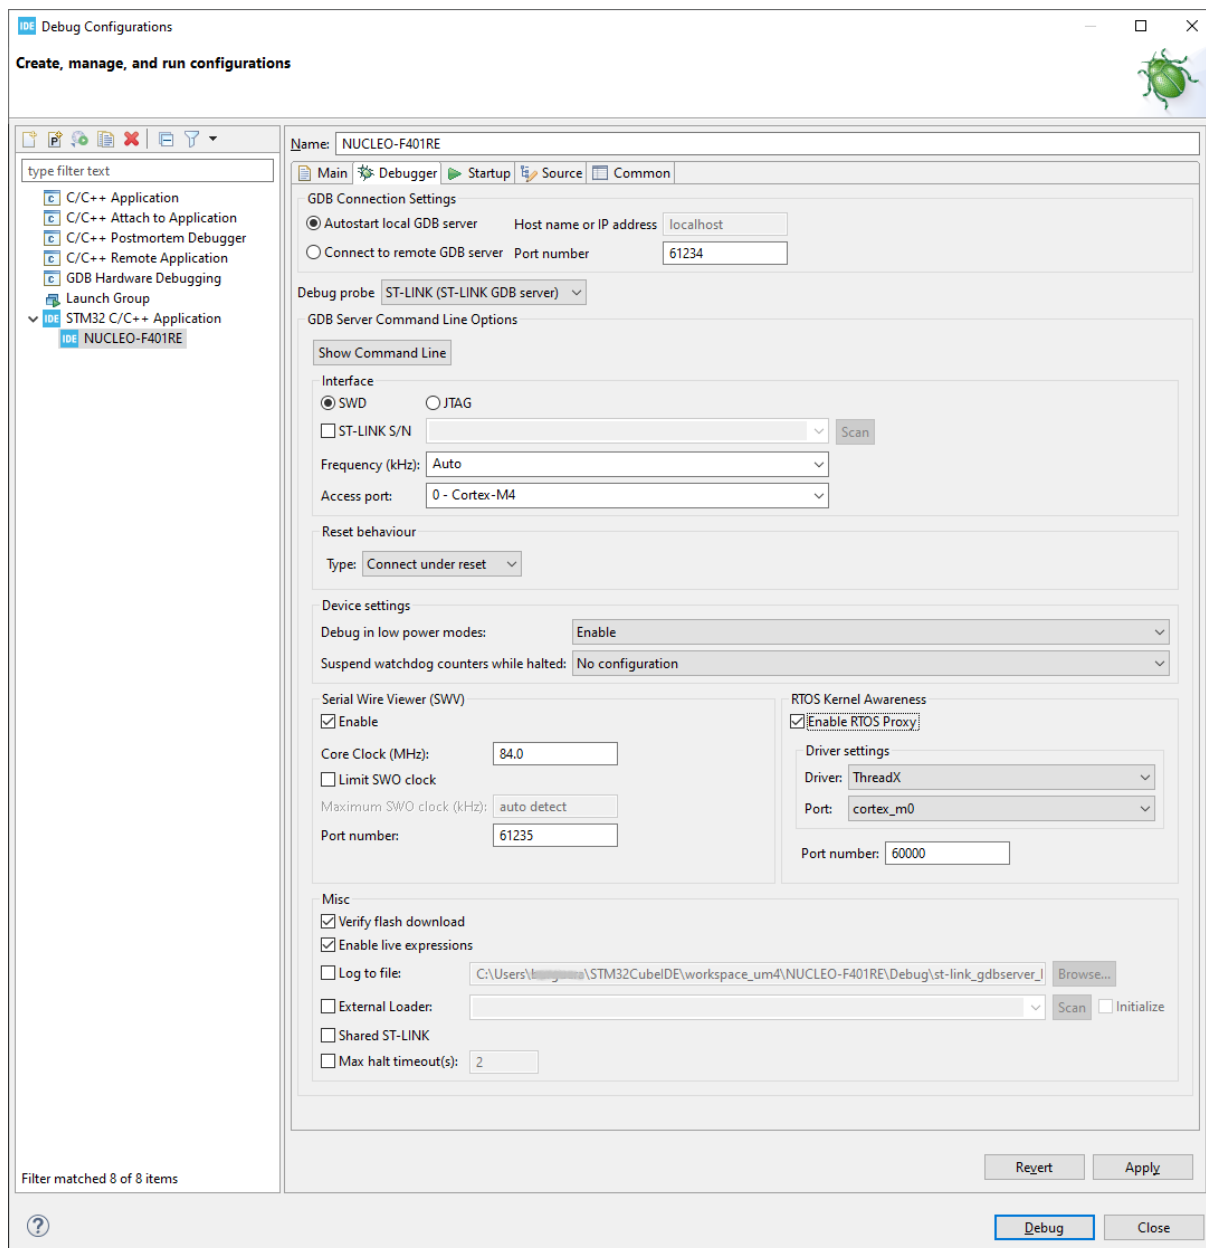 IDE Debug Configurations
Create, manage, and run configurations
type filter text
C/C++ Application
C/C++ Attach to Application
C/C++ Postmortem Debugger
C/C++ Remote Application
GDB Hardware Debugging
Launch Group
IDE STM32 C/C++ Application
IDE NUCLEO-F401RE
Filter matched 8 of 8 items
Name: NUCLEO-F401RE
Main Debugger Startup Source Common
GDB Connection Settings
Autostart local GDB server Host name or IP address localhost
Connect to remote GDB server Port number 61234
Debug probe ST-LINK (ST-LINK GDB server)
GDB Server Command Line Options
Show Command Line
Interface
SWD JTAG
ST-LINK S/N Scan
Frequency (kHz): Auto
Access port: 0 - Cortex-M4
Reset behaviour
Type: Connect under reset
Device settings
Debug in low power modes: Enable
Suspend watchdog counters while halted: No configuration
Serial Wire Viewer (SWV)
Enable
Core Clock (MHz): 84.0
Limit SWO clock
Maximum SWO clock (kHz): auto detect
Port number: 61235
RTOS Kernel Awareness
Enable RTOS Proxy
Driver settings
Driver: ThreadX
Port: cortex_m0
Port number: 60000
Misc
Verify flash download
Enable live expressions
Log to file: C:\Users\ \STM32CubeIDE\workspace_um4\NUCLEO-F401RE\Debug\st-link_gdbserver_l Browse...
External Loader: Scan Initialize
Shared ST-LINK
Max halt timeout(s): 2
Revert Apply
Debug Close